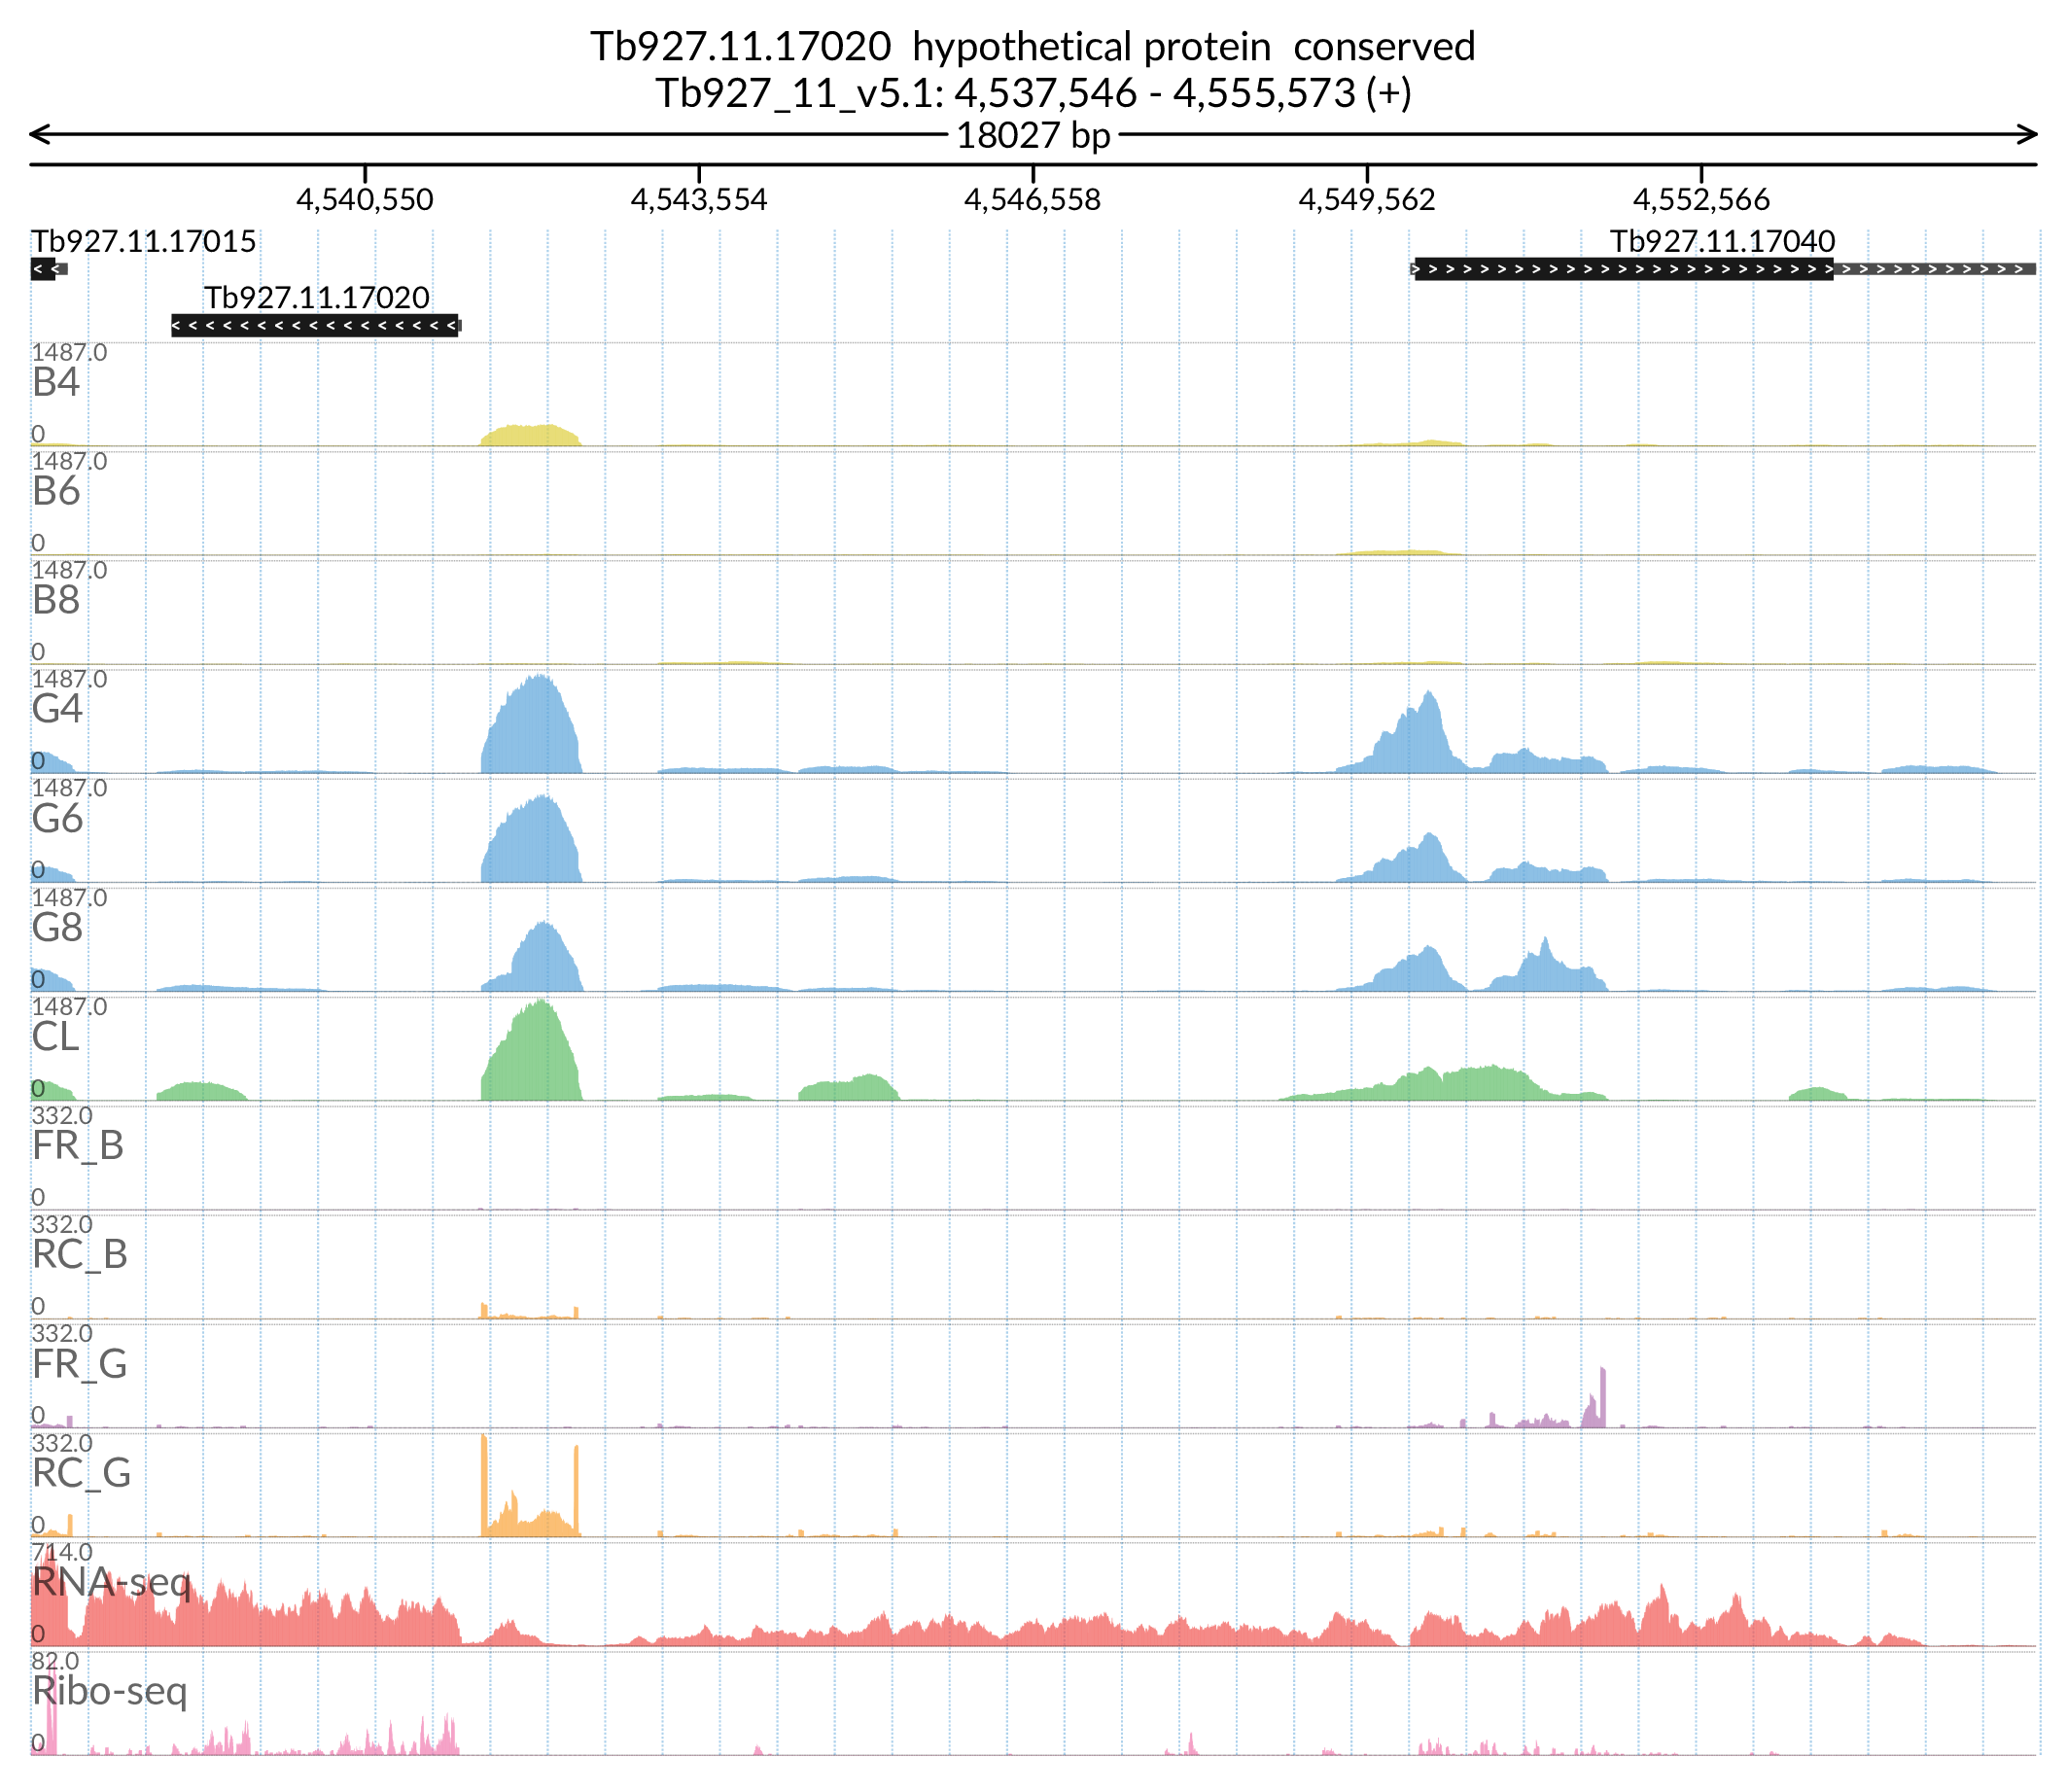 Tb927.11.17020 hypothetical protein conserved
Tb927_11_v5.1: 4,537,546 - 4,555,573 (+)
18027 bp
4,540,550 4,543,554 4,546,558 4,549,562 4,552,566
Tb927.11.17015 Tb927.11.17040
Tb927.11.17020
1487.0
B4
0
1487.0
B6
0
1487.0
B8
0
1487.0
G4
0
1487.0
G6
0
1487.0
G8
0
1487.0
CL
0
332.0
FR_B
0
332.0
RC_B
0
332.0
FR_G
0
332.0
RC_G
0
714.0
RNA-seq
0
82.0
Ribo-seq
0